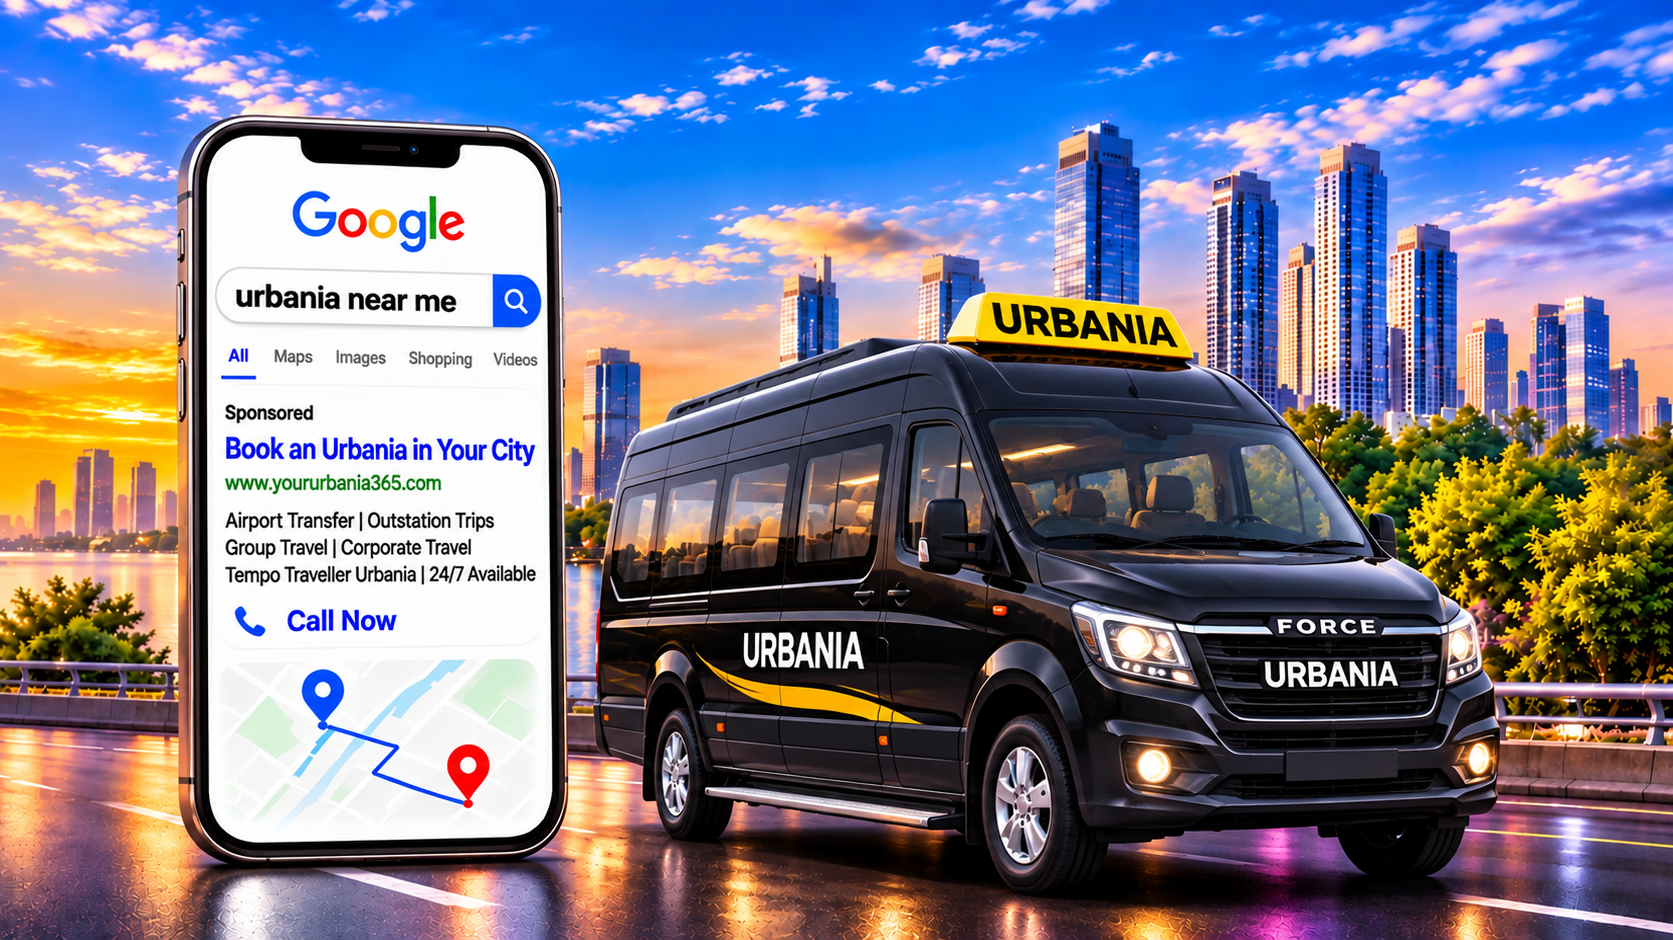 Google
urbania near me
All Maps Images Shopping Videos
Sponsored
Book an Urbania in Your City
www.yoururbania365.com
Airport Transfer | Outstation Trips
Group Travel | Corporate Travel
Tempo Traveller Urbania | 24/7 Available
Call Now
URBANIA
URBANIA
FORCE
URBANIA